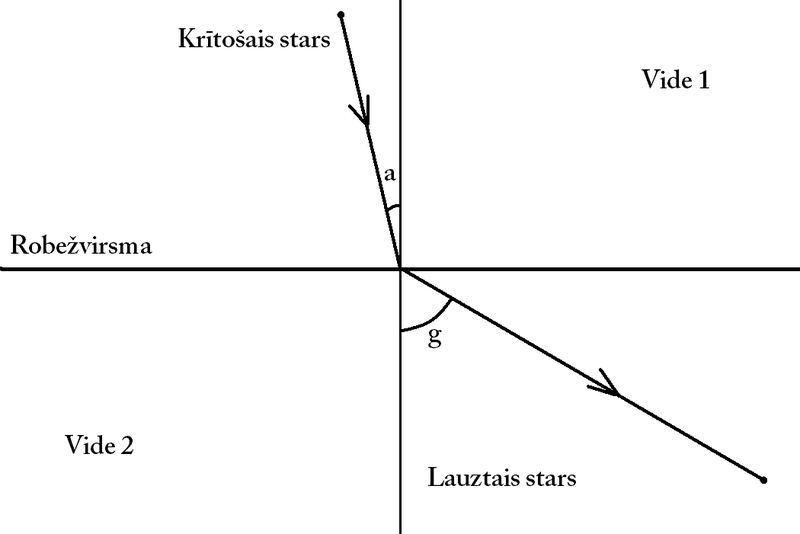 Krītošais stars
Vide 1
a
Robežvirsma
g
Vide 2
Lauztais stars